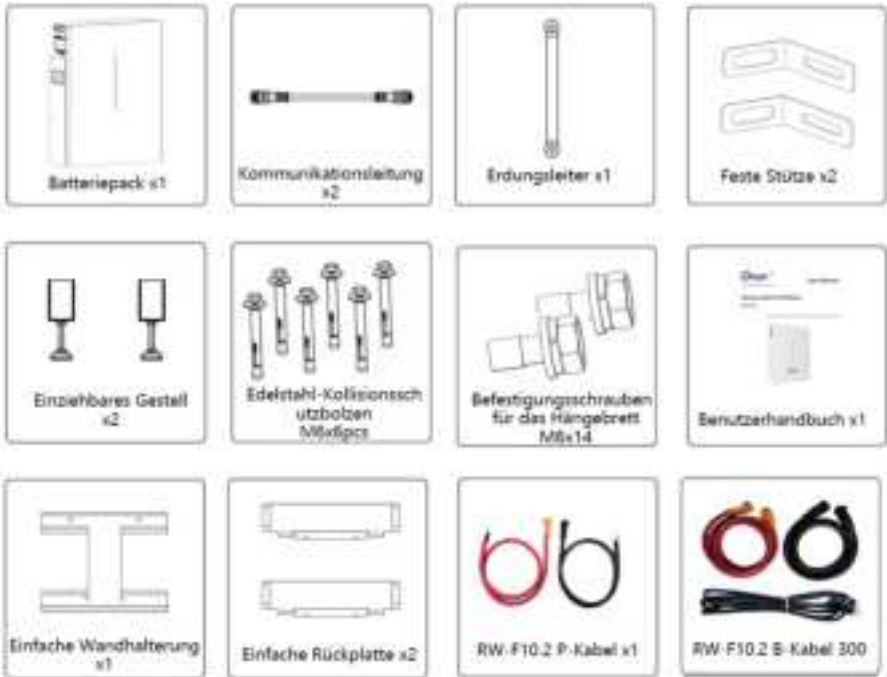 Batteriepack x1
Kommunikationsleitung
x2
Erdungsleiter x1
Feste Stütze x2
Einziehbares Gestell
x2
Edelstahl-Kollisionssch
utzbolzen
M6x6pcs
Befestigungsschrauben
für das Hängebrett
M6x14
Benutzerhandbuch x1
Einfache Wandhalterung
x1
Einfache Rückplatte x2
RW-F10.2 P-Kabel x1
RW-F10.2 B-Kabel 300